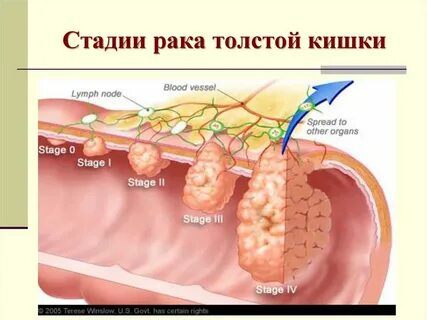 Стадии рака толстой кишки
Blood vessel
Lymph node
Spread to
other organs
Stage 0
Stage I
Stage II
Stage III
Stage IV
© 2005 Terese Winslow, U.S. Govt. has certain rights